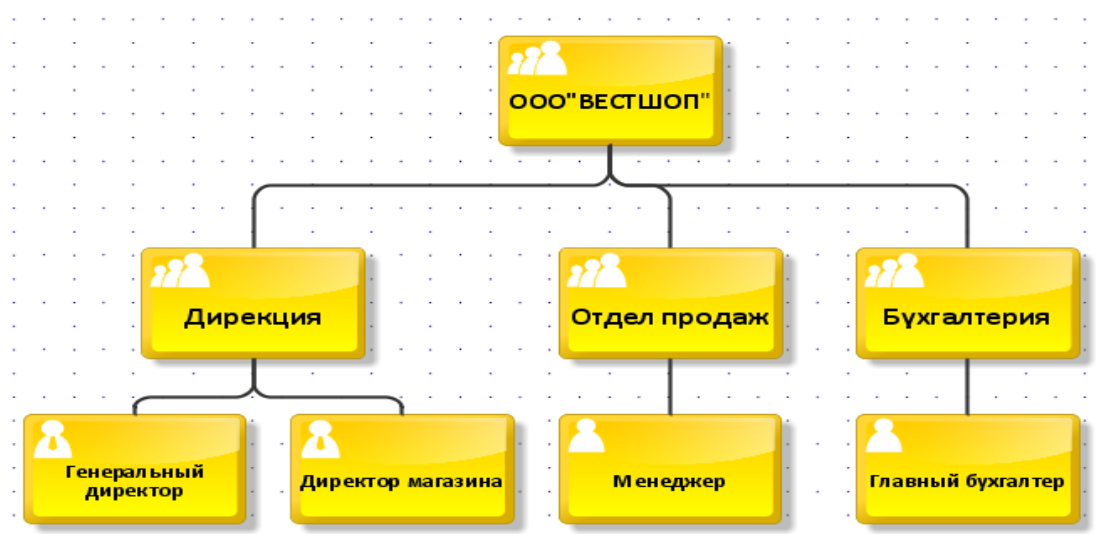 ООО"ВЕСТШОП"
Дирекция
Отдел продаж
Бухгалтерия
Генеральный
директор
Директор магазина
Менеджер
Главный бухгалтер